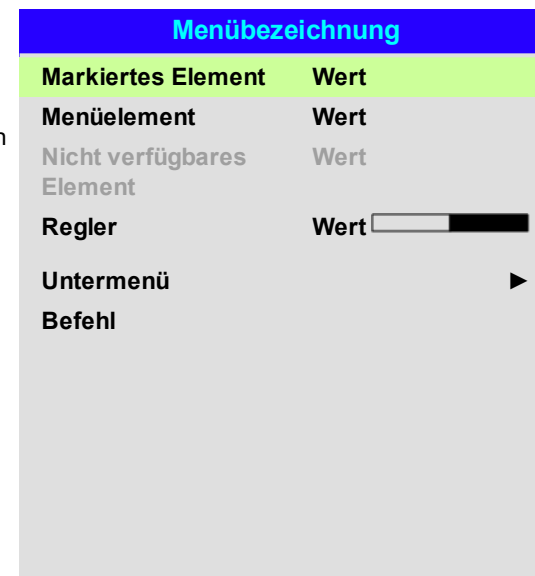 Menübezeichnung
Markiertes Element Wert
Menüelement Wert
n
Nicht verfügbares Wert
Element
Regler Wert
Untermenü ►
Befehl